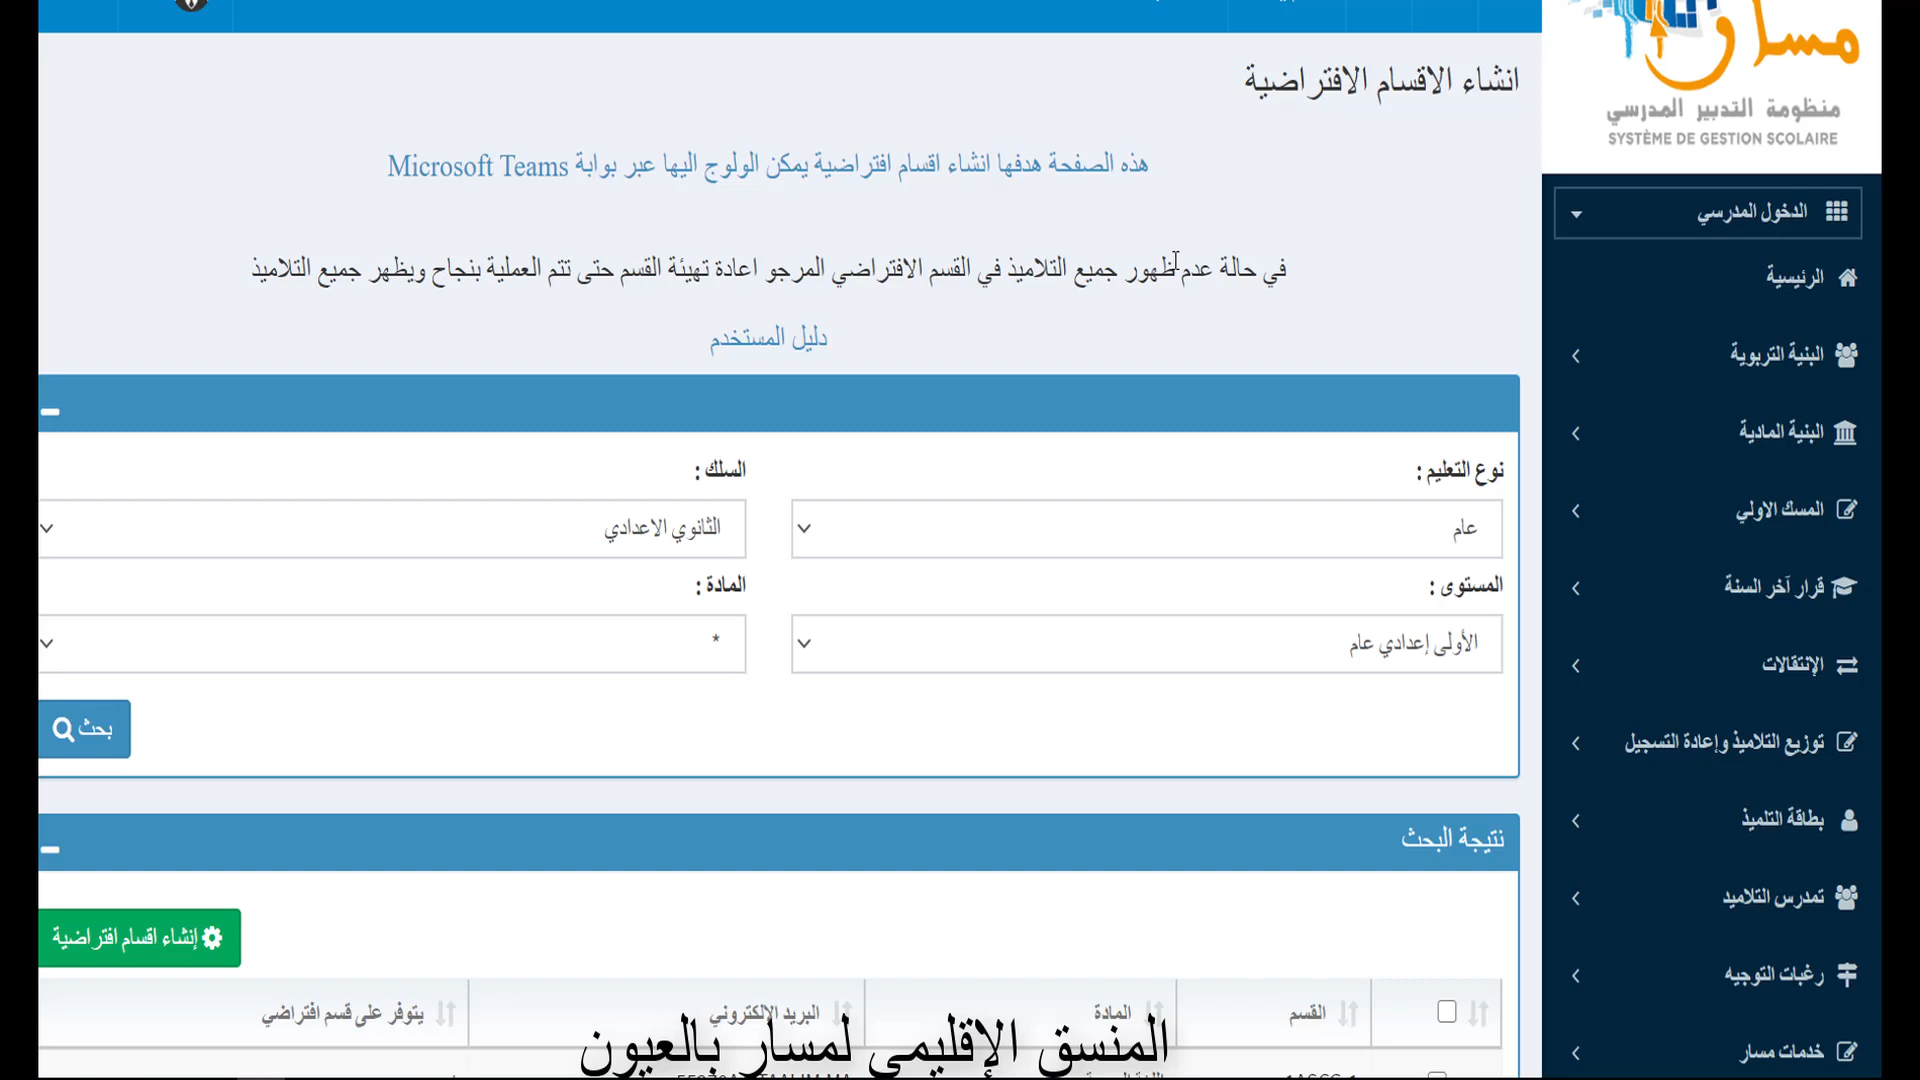 مسار
منظومة التدبير المدرسي
SYSTÈME DE GESTION SCOLAIRE
الدخول المدرسي
الرئيسية
البنية التربوية
البنية المادية
المسك الاولي
قرار آخر السنة
الإنتقالات
توزيع التلاميذ وإعادة التسجيل
بطاقة التلميذ
تمدرس التلاميد
رغبات التوجيه
خدمات مسار
انشاء الاقسام الافتراضية
هذه الصفحة هدفها انشاء اقسام افتراضية يمكن الولوج اليها عبر بوابة Microsoft Teams
في حالة عدم ظهور جميع التلاميذ في القسم الافتراضي المرجو اعادة تهيئة القسم حتى تتم العملية بنجاح ويظهر جميع التلاميذ
دليل المستخدم
نوع التعليم :
عام
السلك :
الثانوي الاعدادي
المستوى :
الأولى إعدادي عام
المادة :
*
بحث
نتيجة البحث
إنشاء اقسام افتراضية
القسم المادة البريد الإلكتروني يتوفر على قسم افتراضي
المنسق الإقليمي لمسار بالعيون